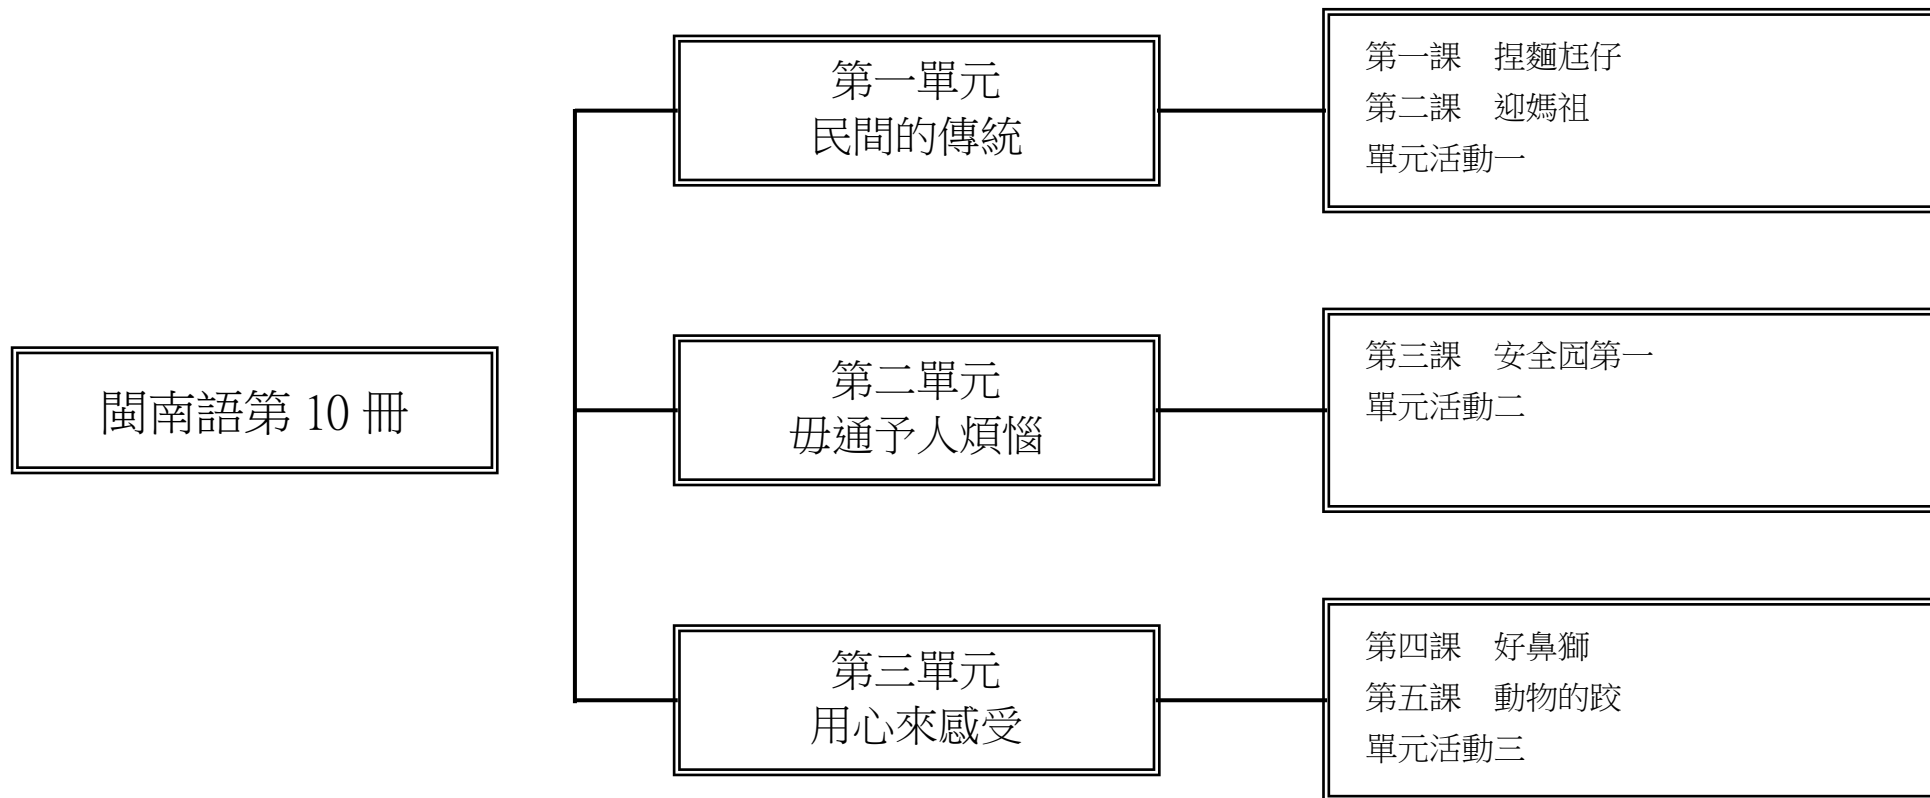 閩南語第 10 冊
第一單元
民間的傳統
第一課　捏麵尪仔
第二課　迎媽祖
單元活動一
第二單元
毋通予人煩惱
第三課　安全囥第一
單元活動二
第三單元
用心來感受
第四課　好鼻獅
第五課　動物的跤
單元活動三